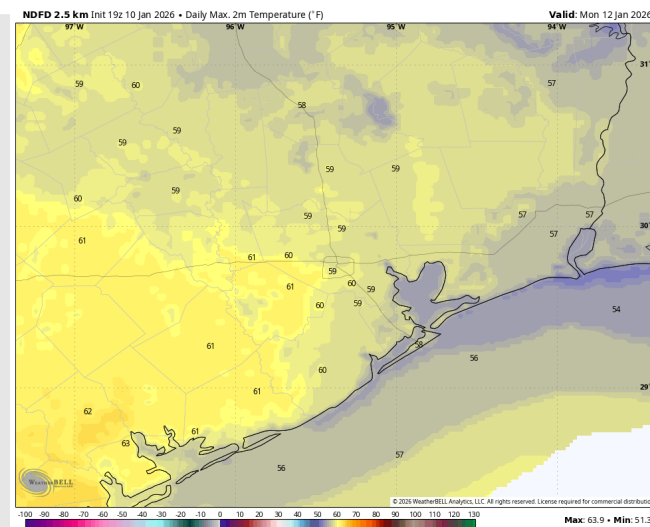 NDFD 2.5 km Init 19z 10 Jan 2026 • Daily Max. 2m Temperature (°F)
Valid: Mon 12 Jan 2026
97°W 96°W 95°W 94°W
31°
59 60 57
58
59 59
59 59
59
60 57 57
59
30°
61 59 57
61 60
59
61 60 59
60 59
54
61 58
56
29°
60
61
62
61
63
57
56
WeatherBELL
© 2026 WeatherBELL Analytics, LLC. All rights reserved. License required for commercial distributio
-100 -90 -80 -70 -60 -50 -40 -30 -20 -10 0 10 20 30 40 50 60 70 80 90 100 110 120 130
Max: 63.9 • Min: 51.3